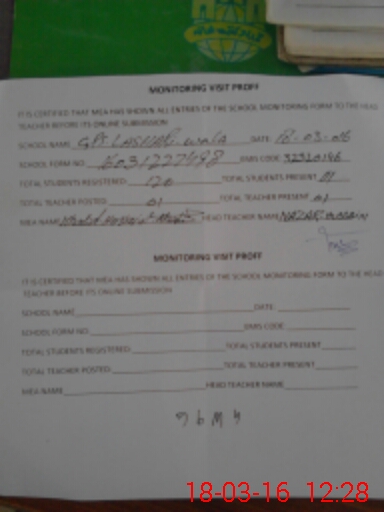 MONITORING VISIT PROFF
IT IS CERTIFIED THAT MEA HAS SHOWN ALL ENTRIES OF THE SCHOOL MONITORING FORM TO THE HEAD
TEACHER BEFORE ITS ONLINE SUBMISSION
SCHOOL NAME GPS wala DATE: 18-03-016
SCHOOL FORM NO: EMIS CODE:
TOTAL STUDENTS REGISTERED: 120 TOTAL STUDENTS PRESENT
TOTAL TEACHER POSTED: 01 TOTAL TEACHER PRESENT 01
MEA NAME HEAD TEACHER NAME
MONITORING VISIT PROFF
IT IS CERTIFIED THAT MEA HAS SHOWN ALL ENTRIES OF THE SCHOOL MONITORING FORM TO THE HEAD
TEACHER BEFORE ITS ONLINE SUBMISSION
SCHOOL NAME DATE:
SCHOOL FORM NO: EMIS CODE:
TOTAL STUDENTS REGISTERED: TOTAL STUDENTS PRESENT
TOTAL TEACHER POSTED: TOTAL TEACHER PRESENT
MEA NAME HEAD TEACHER NAME
18-03-16 12:28